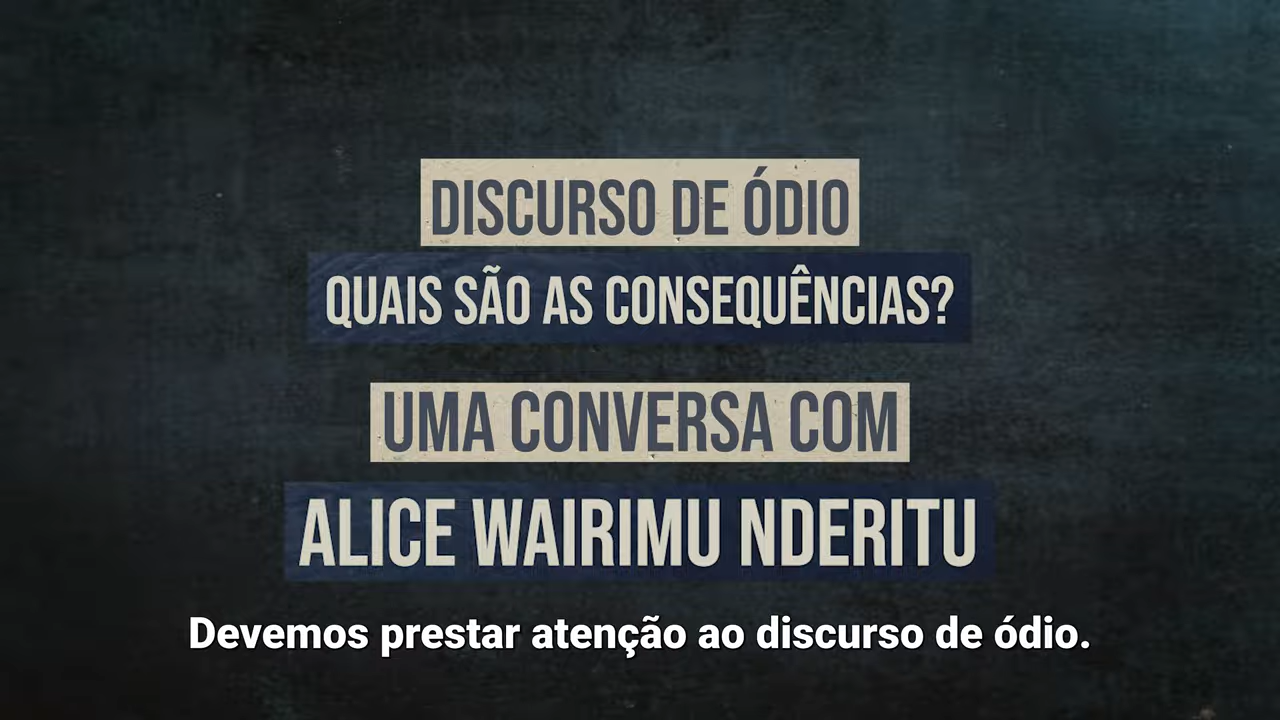 DISCURSO DE ÓDIO
QUAIS SÃO AS CONSEQUÊNCIAS?
UMA CONVERSA COM
ALICE WAIRIMU NDERITU
Devemos prestar atenção ao discurso de ódio.